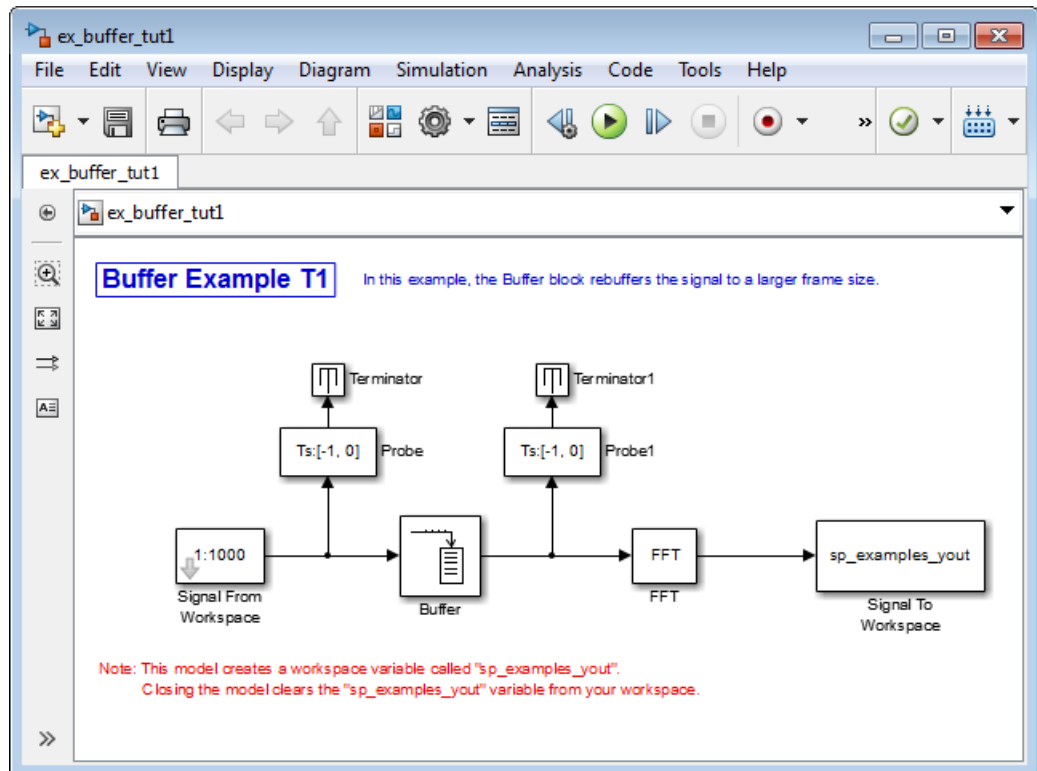 ex_buffer_tut1
File Edit View Display Diagram Simulation Analysis Code Tools Help
»
ex_buffer_tut1
ex_buffer_tut1
Buffer Example T1
In this example, the Buffer block rebuffers the signal to a larger frame size.
A
Terminator
Terminator1
Ts:[-1, 0]
Probe
Ts:[-1, 0]
Probe1
1:1000
FFT
sp_examples_yout
Signal From
Workspace
Buffer
FFT
Signal To
Workspace
Note: This model creates a workspace variable called "sp_examples_yout".
Closing the model clears the "sp_examples_yout" variable from your workspace.
»